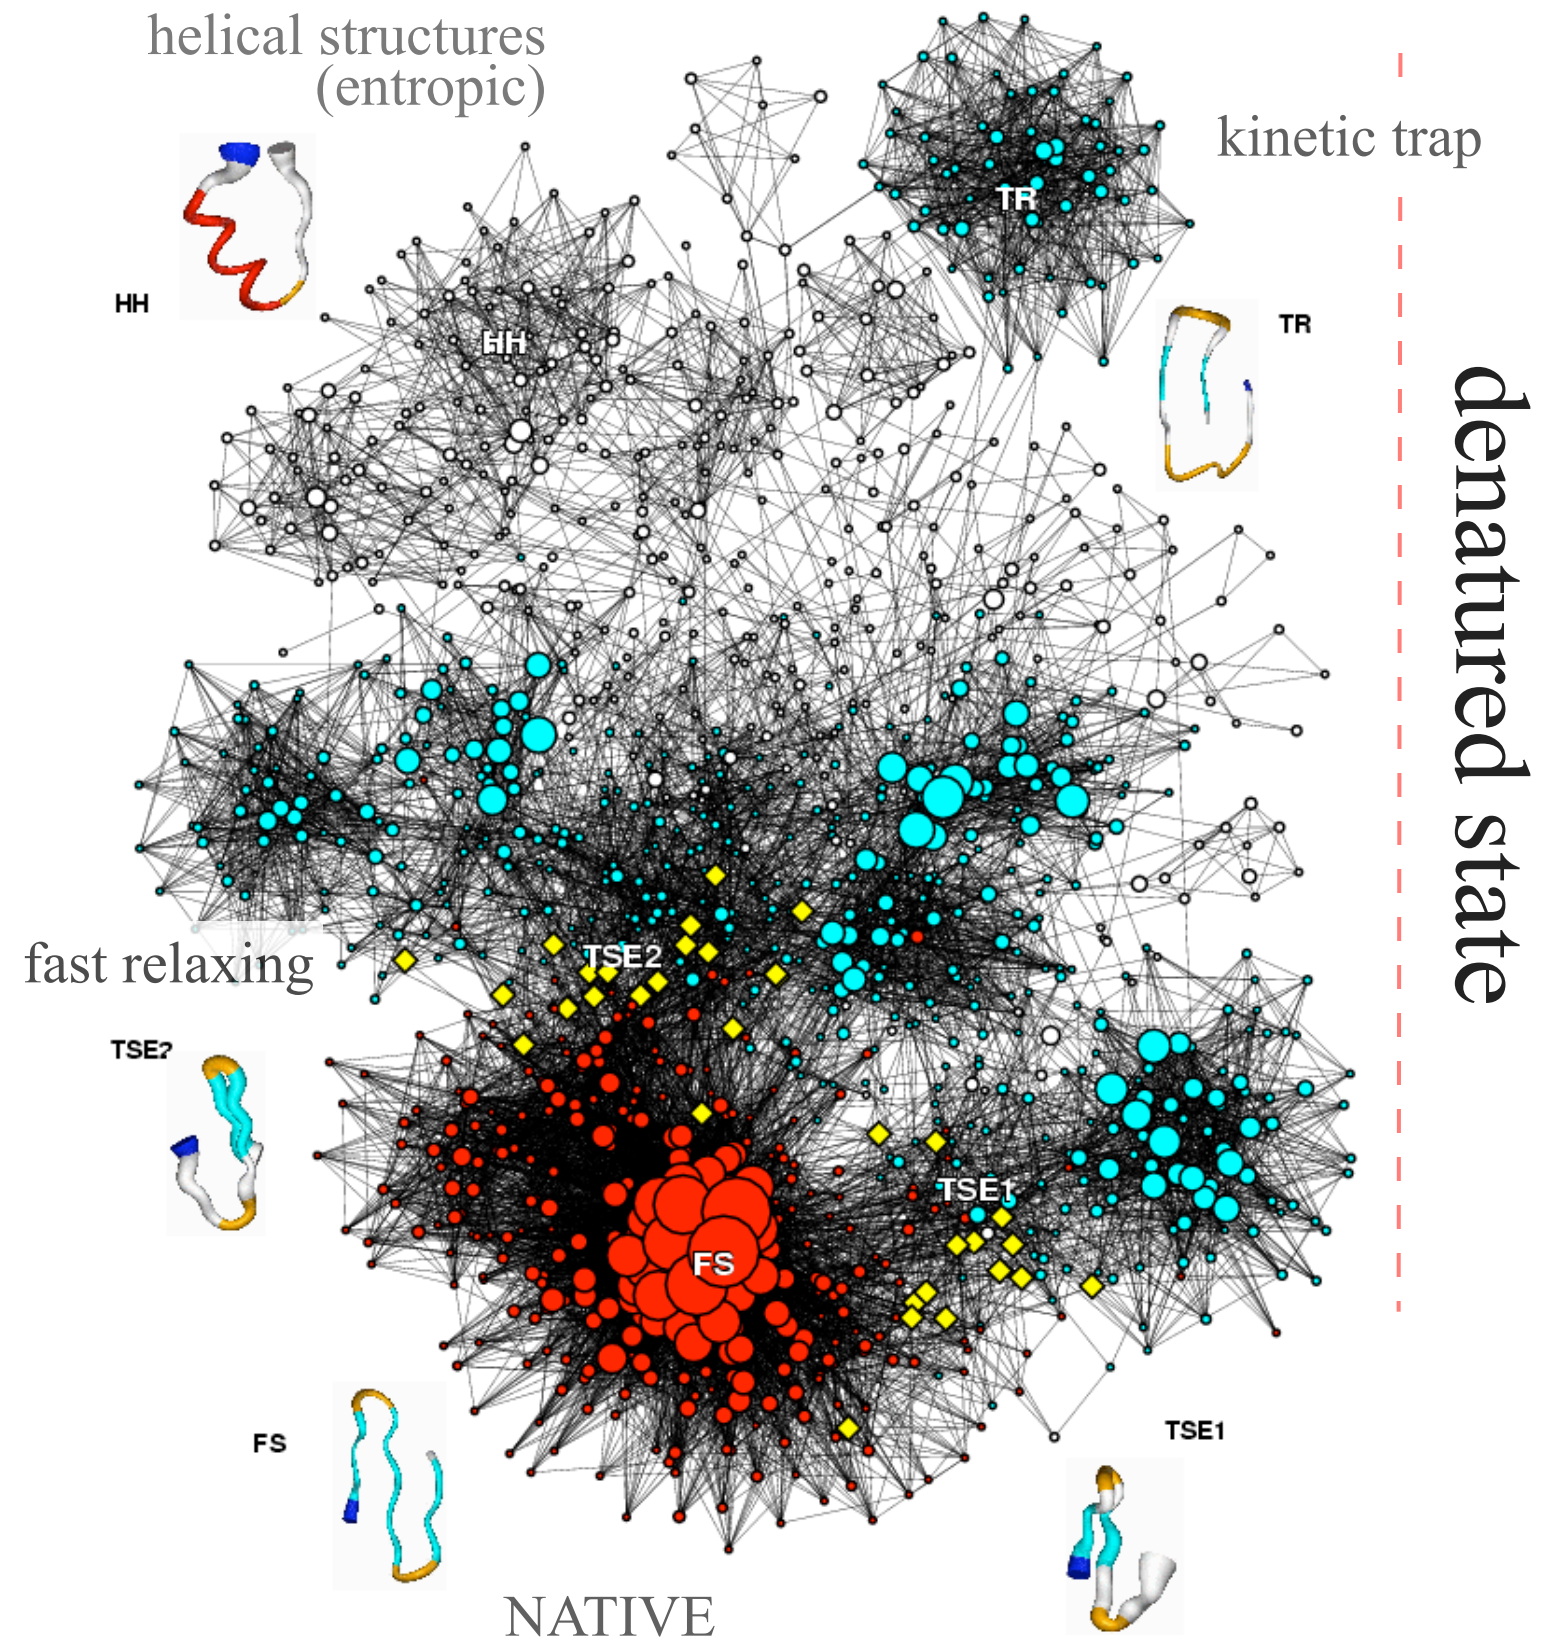 helical structures
(entropic)
kinetic trap
TR
HH
HH
TR
denatured state
TSE2
fast relaxing
TSE2
TSE1
FS
FS
TSE1
NATIVE